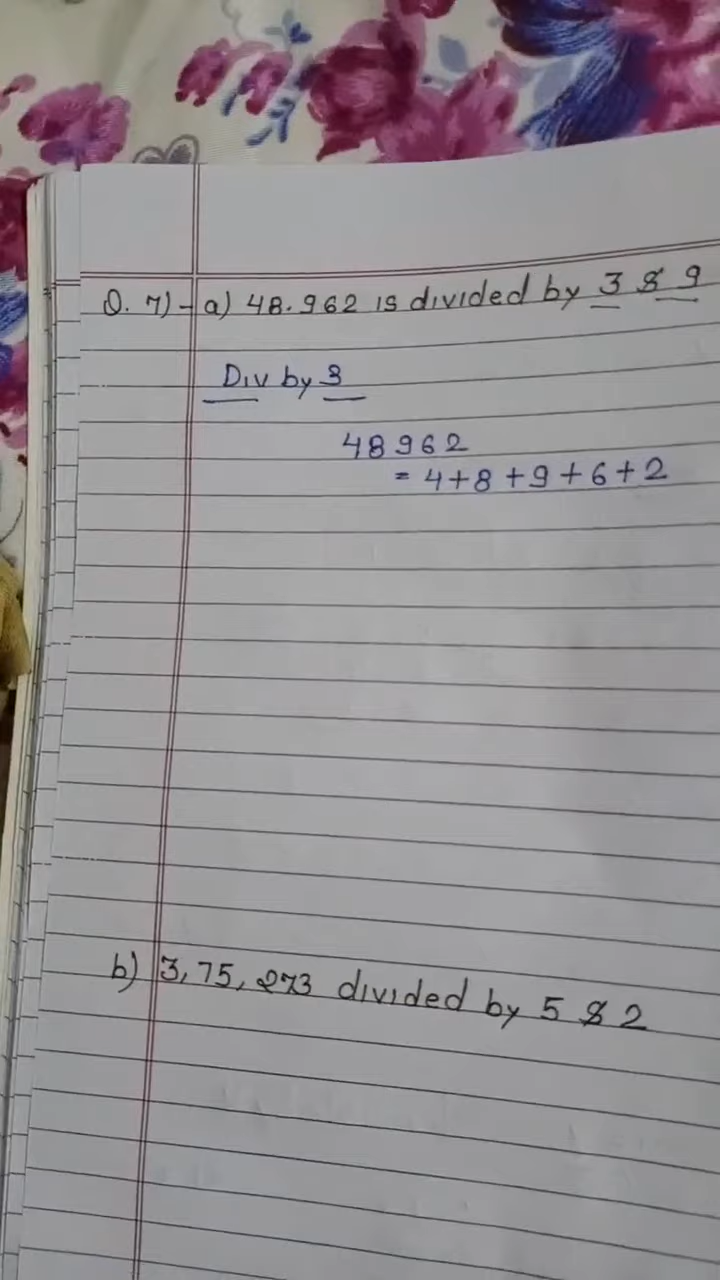 Q. 7) - a) 48.962 is divided by 3 & 9
Div by 3
48962
= 4+8+9+6+2
b) 3,75,273 divided by 5 & 2